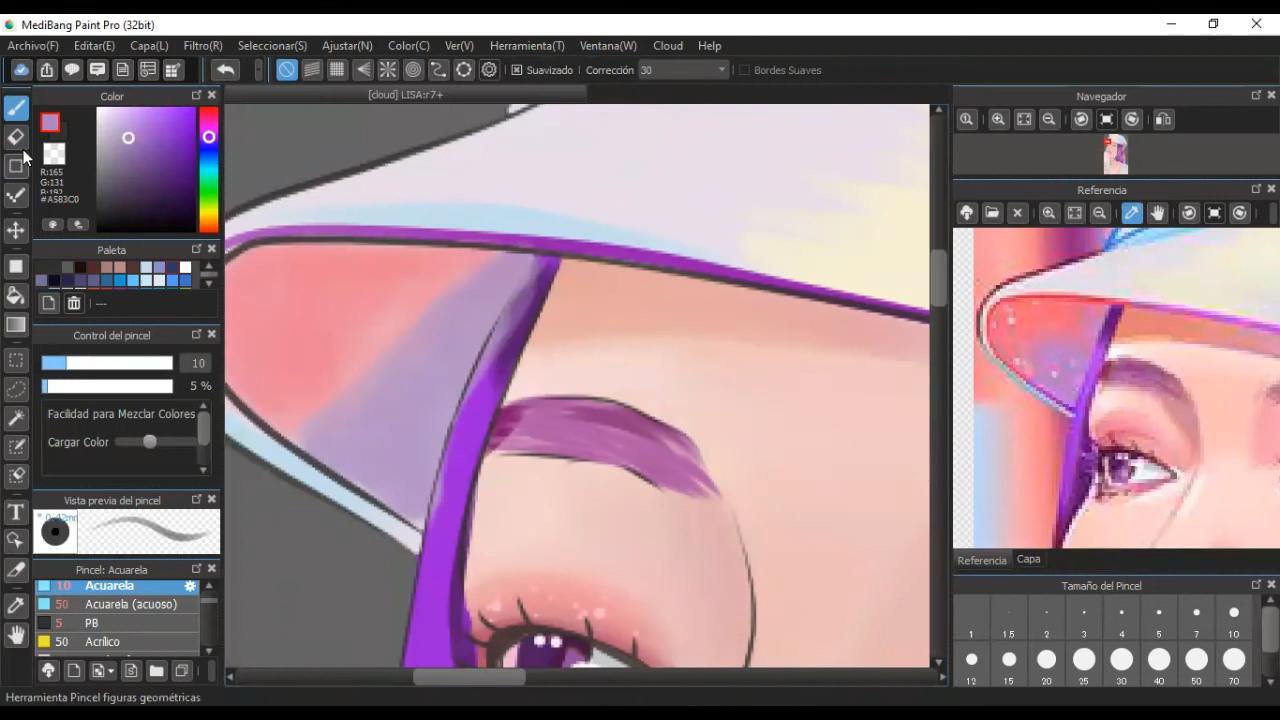 MediBang Paint Pro (32bit)
Archivo(F) Editar(E) Capa(L) Filtro(R) Seleccionar(S) Ajustar(N) Color(C) Ver(V) Herramienta(T) Ventana(W) Cloud Help
Suavizado Corrección 30 Bordes Suaves
Color
[cloud] LISA:r7+
Navegador
R:165
G:131
B:192
#A583C0
Referencia
Paleta
---
Control del pincel
10
5 %
Facilidad para Mezclar Colores
Cargar Color
Vista previa del pincel
* 0.42mm
Pincel: Acuarela
10 Acuarela
50 Acuarela (acuoso)
5 PB
50 Acrílico
Referencia Capa
Tamaño del Pincel
1 1.5 2 3 4 5 7 10
12 15 20 25 30 40 50 70
Herramienta Pincel figuras geométricas